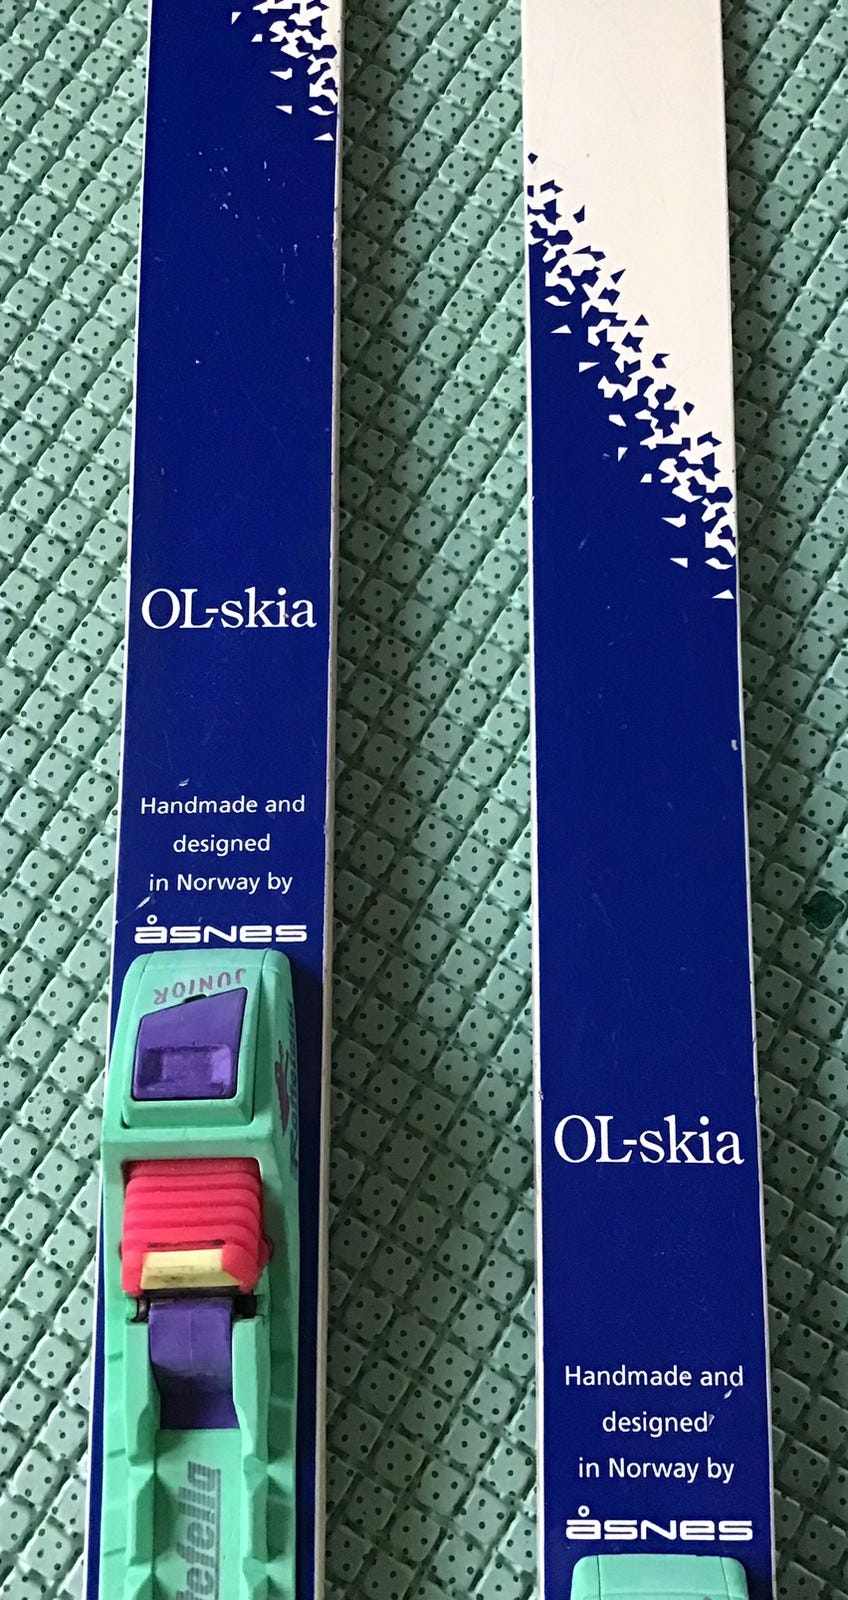 OL-skia
Handmade and
designed
in Norway by
åsnes
JUNIOR
OL-skia
Handmade and
designed
in Norway by
åsnes